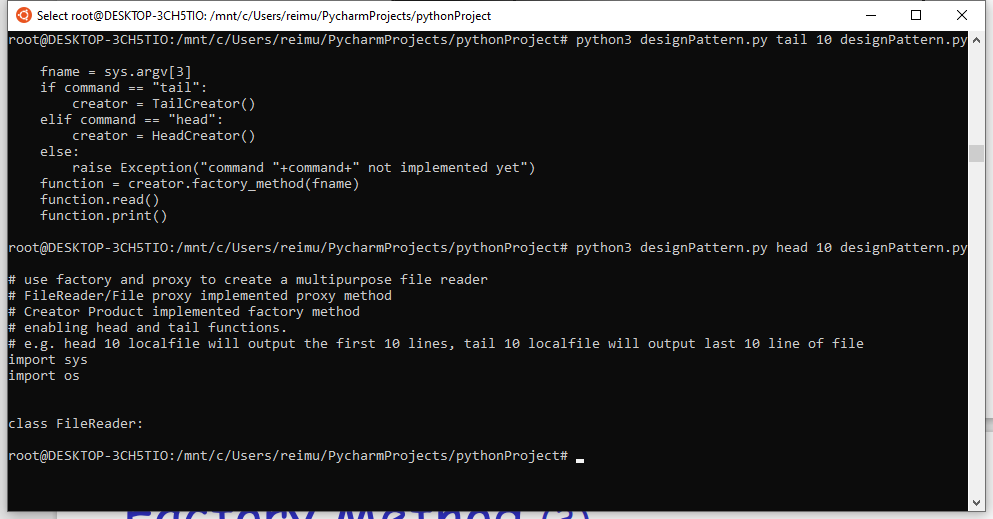 Select root@DESKTOP-3CH5TIO: /mnt/c/Users/reimu/PycharmProjects/pythonProject
root@DESKTOP-3CH5TIO:/mnt/c/Users/reimu/PycharmProjects/pythonProject# python3 designPattern.py tail 10 designPattern.py
    fname = sys.argv[3]
    if command == "tail":
        creator = TailCreator()
    elif command == "head":
        creator = HeadCreator()
    else:
        raise Exception("command "+command+" not implemented yet")
    function = creator.factory_method(fname)
    function.read()
    function.print()
root@DESKTOP-3CH5TIO:/mnt/c/Users/reimu/PycharmProjects/pythonProject# python3 designPattern.py head 10 designPattern.py
# use factory and proxy to create a multipurpose file reader
# FileReader/File proxy implemented proxy method
# Creator Product implemented factory method
# enabling head and tail functions.
# e.g. head 10 localfile will output the first 10 lines, tail 10 localfile will output last 10 line of file
import sys
import os
class FileReader:
root@DESKTOP-3CH5TIO:/mnt/c/Users/reimu/PycharmProjects/pythonProject#
Factory Method